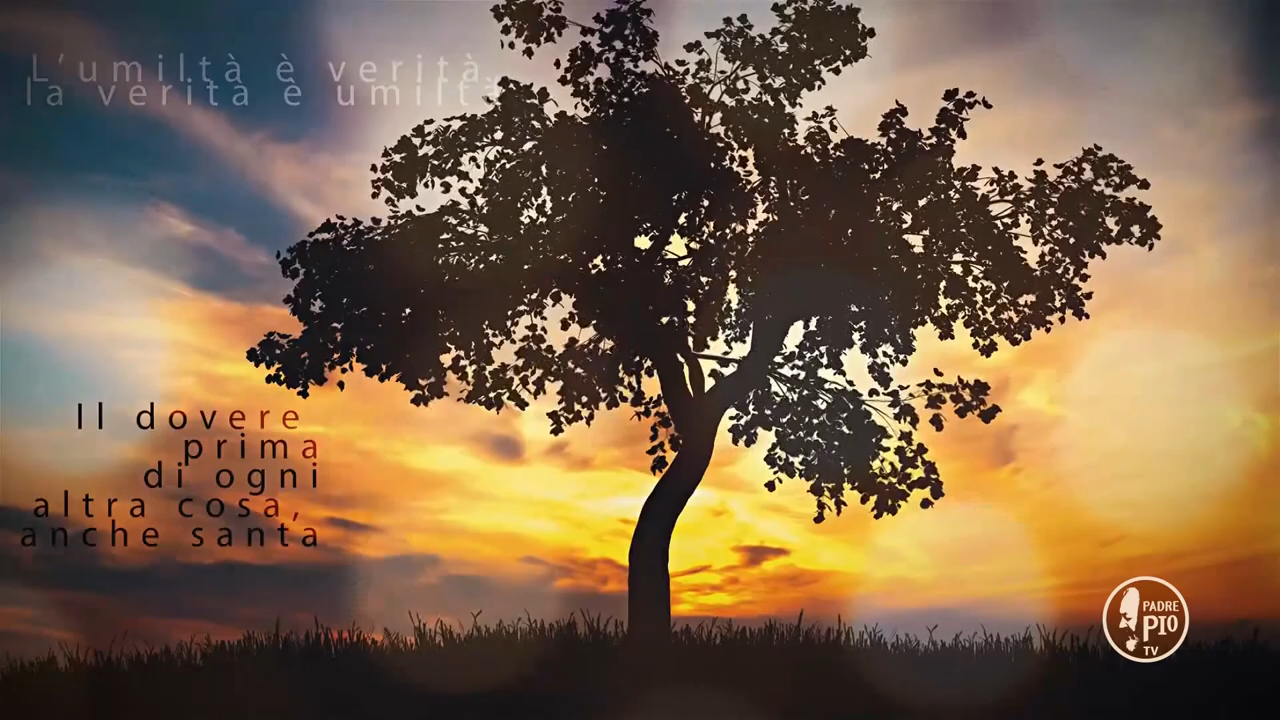 L'umiltà è verità,
la verità è umiltà
Il dovere
prima
di ogni
altra cosa,
anche santa
PADRE
PIO
TV